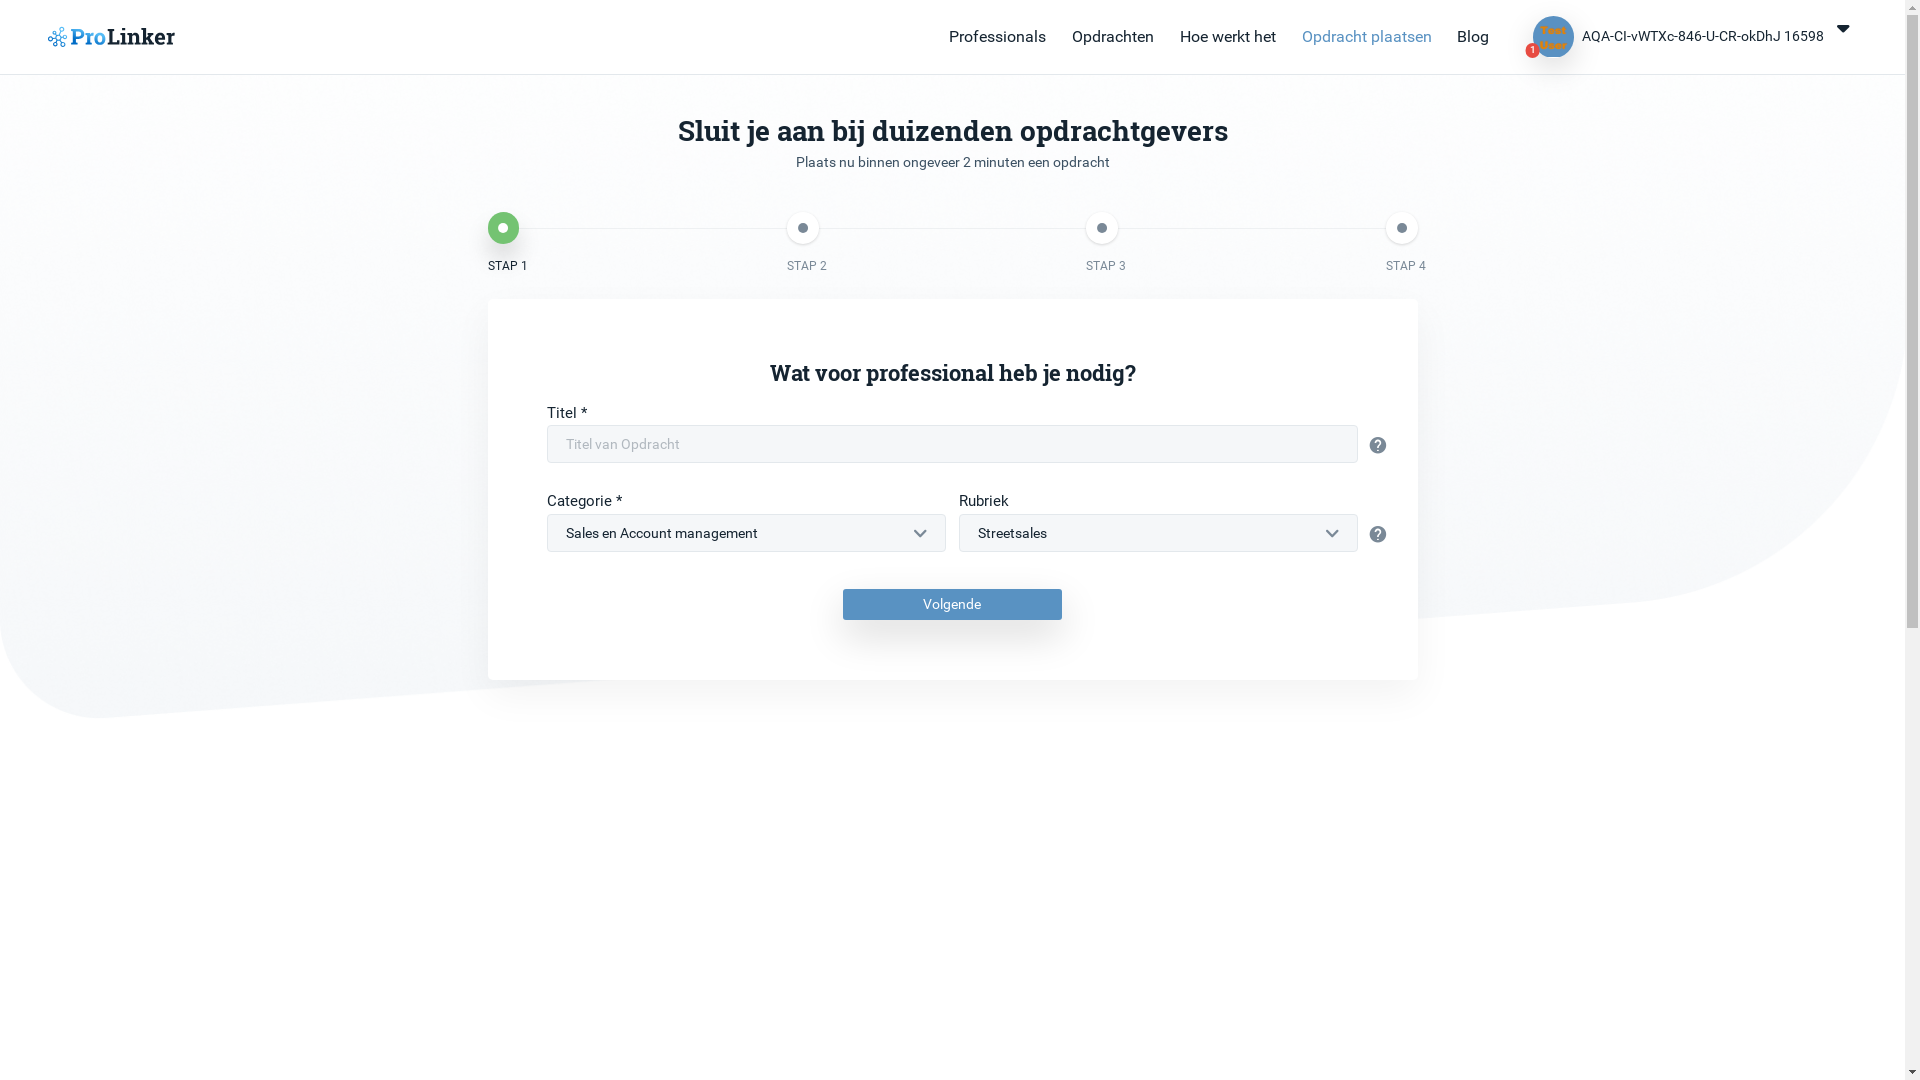 ProLinker
Professionals
Opdrachten
Hoe werkt het
Opdracht plaatsen
Blog
Test
User
1
AQA-CI-vWTXc-846-U-CR-okDhJ 16598
Sluit je aan bij duizenden opdrachtgevers
Plaats nu binnen ongeveer 2 minuten een opdracht
STAP 1
STAP 2
STAP 3
STAP 4
Wat voor professional heb je nodig?
Titel *
Titel van Opdracht
?
Categorie *
Rubriek
Sales en Account management
Streetsales
?
Volgende